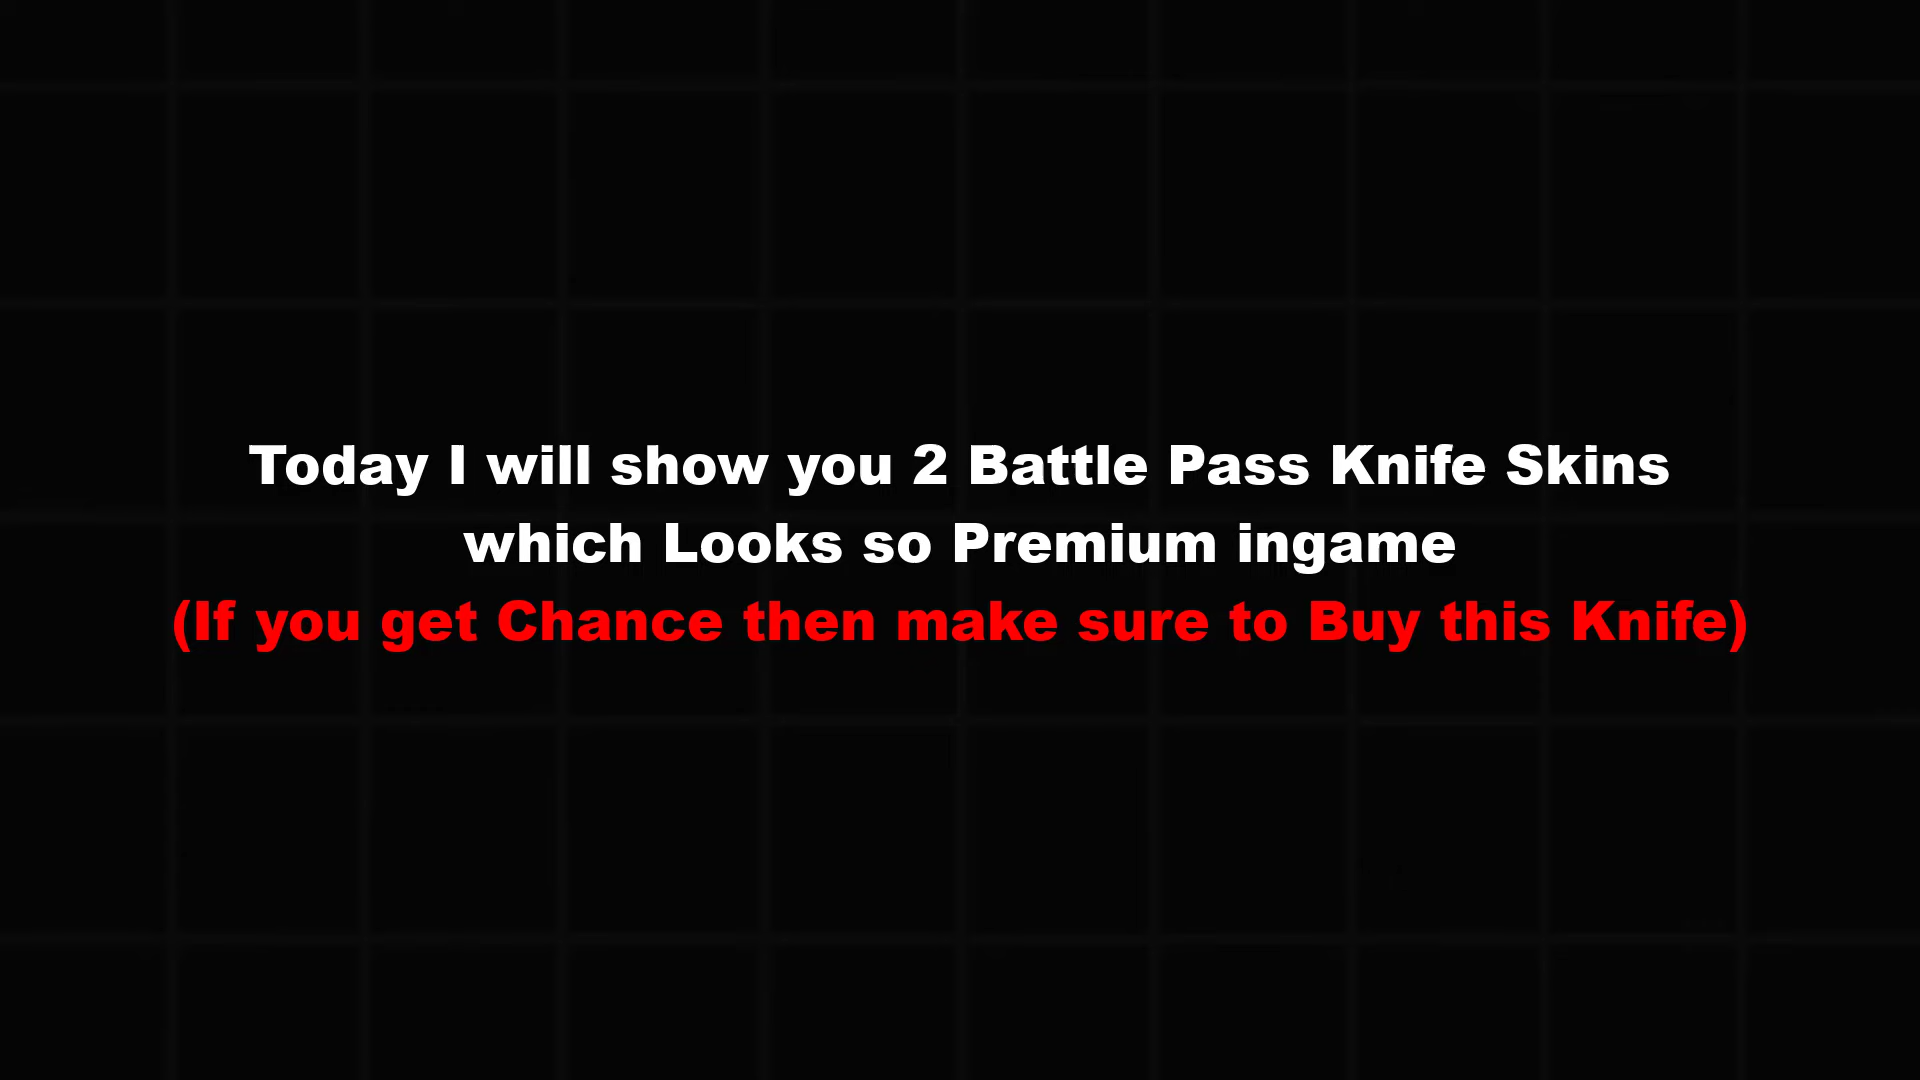 Today I will show you 2 Battle Pass Knife Skins
which Looks so Premium ingame
(If you get Chance then make sure to Buy this Knife)